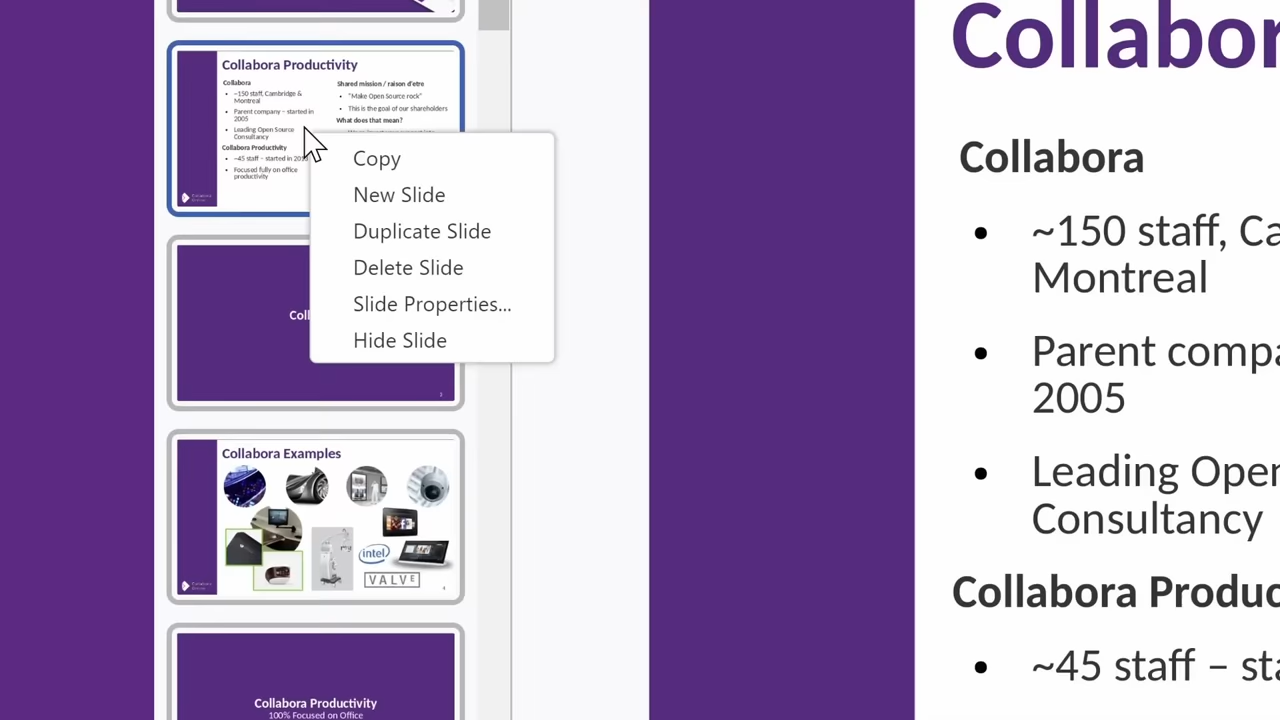 Collabora Productivity
Collabora
• ~150 staff, Cambridge &
Montreal
• Parent company – started in
2005
• Leading Open Source
Consultancy
Collabora Productivity
• ~45 staff – started in
• Focused fully on office
productivity
Shared mission / raison d'etre
• "Make Open Source rock"
• This is the goal of our shareholders
What does that mean?
Copy
New Slide
Duplicate Slide
Delete Slide
Slide Properties...
Hide Slide
Coll
Collabora Examples
intel
VALVE
Collabora Productivity
100% Focused on Office
Collabor
Collabora
• ~150 staff, Ca
Montreal
• Parent compa
2005
• Leading Open
Consultancy
Collabora Produc
• ~45 staff – sta